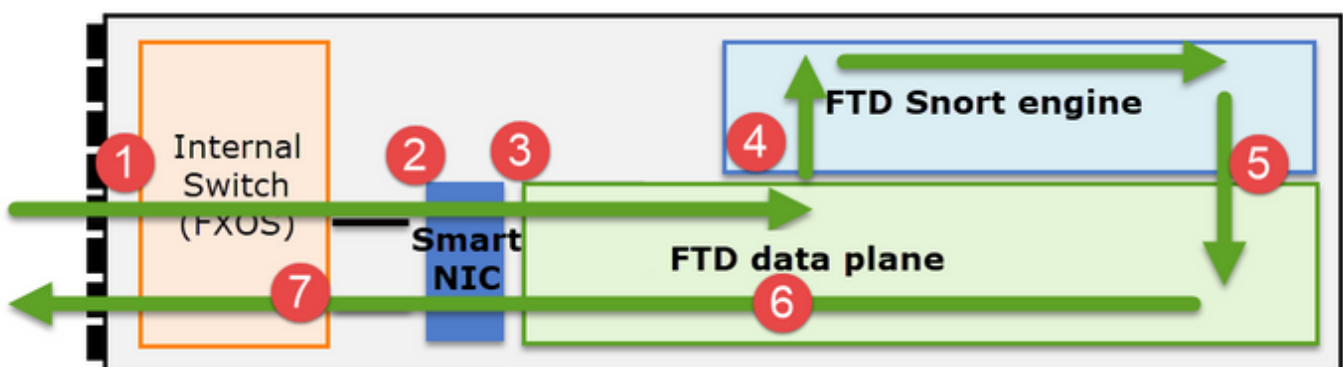 FTD Snort engine
4
5
1
Internal
Switch
(FXOS)
2
3
Smart
NIC
FTD data plane
7
6